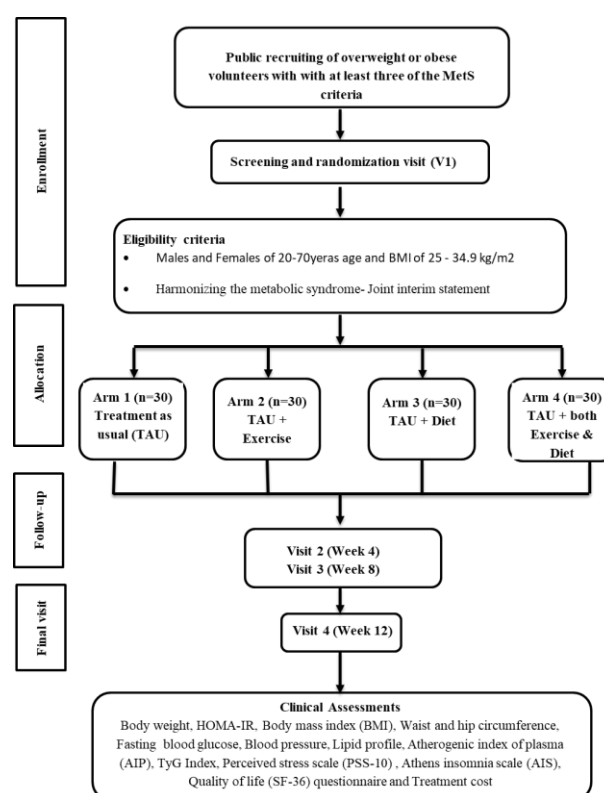 Enrollment
Public recruiting of overweight or obese
volunteers with with at least three of the MetS
criteria
Screening and randomization visit (V1)
Eligibility criteria
• Males and Females of 20-70yeras age and BMI of 25 - 34.9 kg/m2
• Harmonizing the metabolic syndrome- Joint interim statement
Allocation
Arm 1 (n=30)
Treatment as
usual (TAU)
Arm 2 (n=30)
TAU +
Exercise
Arm 3 (n=30)
TAU + Diet
Arm 4 (n=30)
TAU + both
Exercise &
Diet
Follow-up
Visit 2 (Week 4)
Visit 3 (Week 8)
Final visit
Visit 4 (Week 12)
Clinical Assessments
Body weight, HOMA-IR, Body mass index (BMI), Waist and hip circumference,
Fasting blood glucose, Blood pressure, Lipid profile, Atherogenic index of plasma
(AIP), TyG Index, Perceived stress scale (PSS-10) , Athens insomnia scale (AIS),
Quality of life (SF-36) questionnaire and Treatment cost